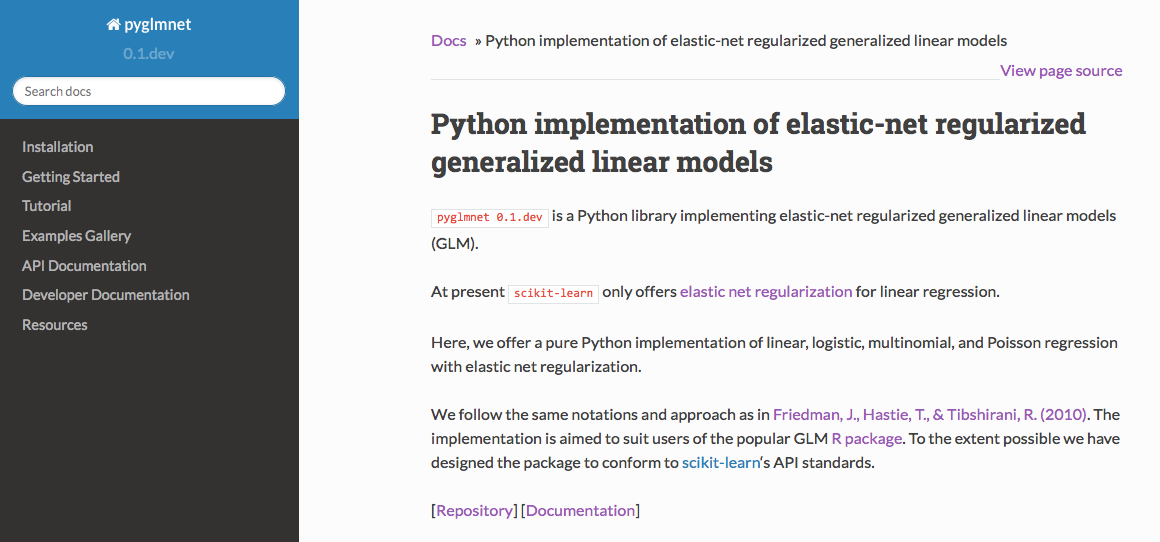 pyglmnet
0.1.dev
Search docs
Installation
Getting Started
Tutorial
Examples Gallery
API Documentation
Developer Documentation
Resources
Docs » Python implementation of elastic-net regularized generalized linear models
View page source
Python implementation of elastic-net regularized
generalized linear models
pyglmnet 0.1.dev is a Python library implementing elastic-net regularized generalized linear models
(GLM).
At present scikit-learn only offers elastic net regularization for linear regression.
Here, we offer a pure Python implementation of linear, logistic, multinomial, and Poisson regression
with elastic net regularization.
We follow the same notations and approach as in Friedman, J., Hastie, T., & Tibshirani, R. (2010). The
implementation is aimed to suit users of the popular GLM R package. To the extent possible we have
designed the package to conform to scikit-learn‘s API standards.
[Repository] [Documentation]